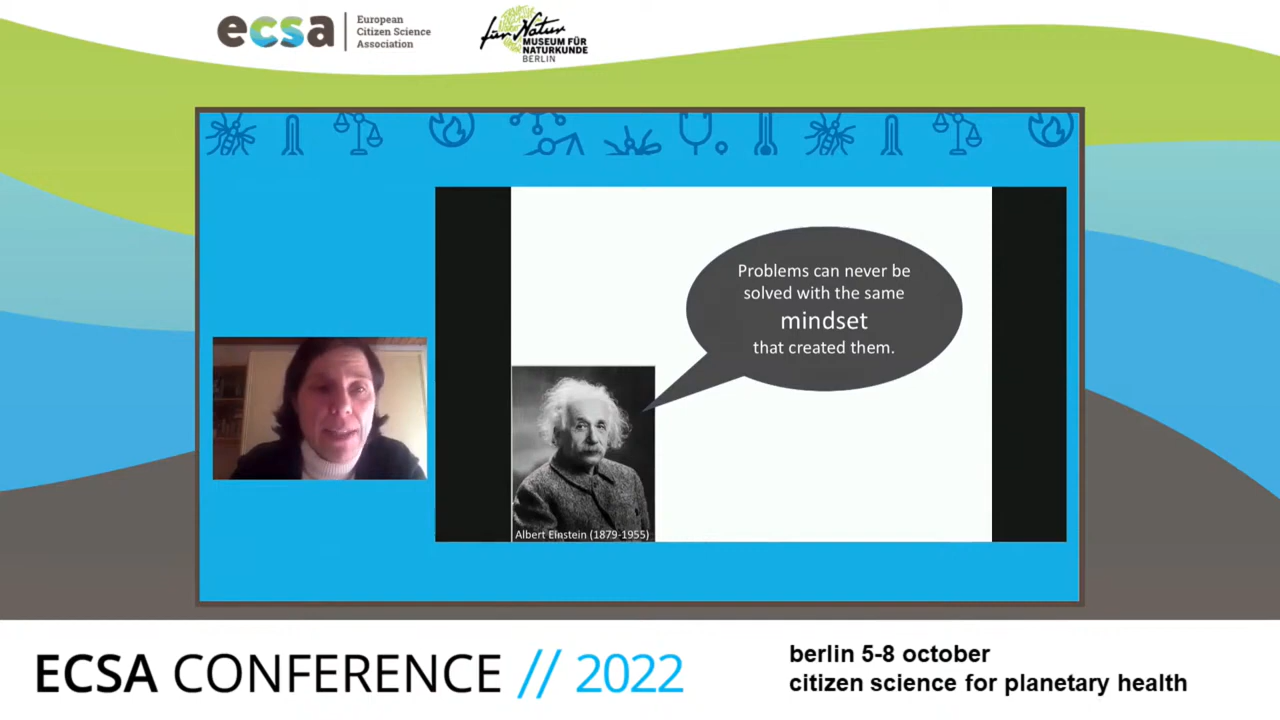 ecsa
European
Citizen Science
Association
für Natur
MUSEUM FÜR
NATURKUNDE
BERLIN
Problems can never be
solved with the same
mindset
that created them.
Albert Einstein (1879-1955)
ECSA CONFERENCE // 2022
berlin 5-8 october
citizen science for planetary health